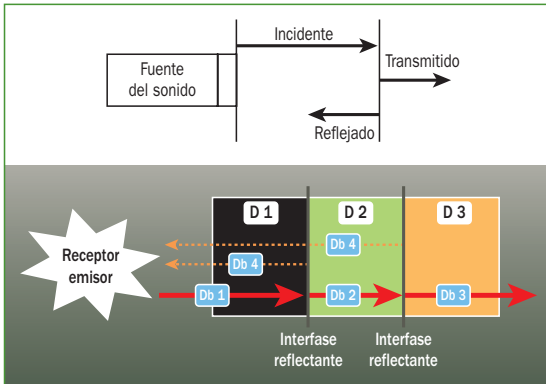 Incidente
Fuente
del sonido
Transmitido
Reflejado
D 1
D 2
D 3
Receptor
emisor
Db 4
Db 4
Db 1
Db 2
Db 3
Interfase
reflectante
Interfase
reflectante